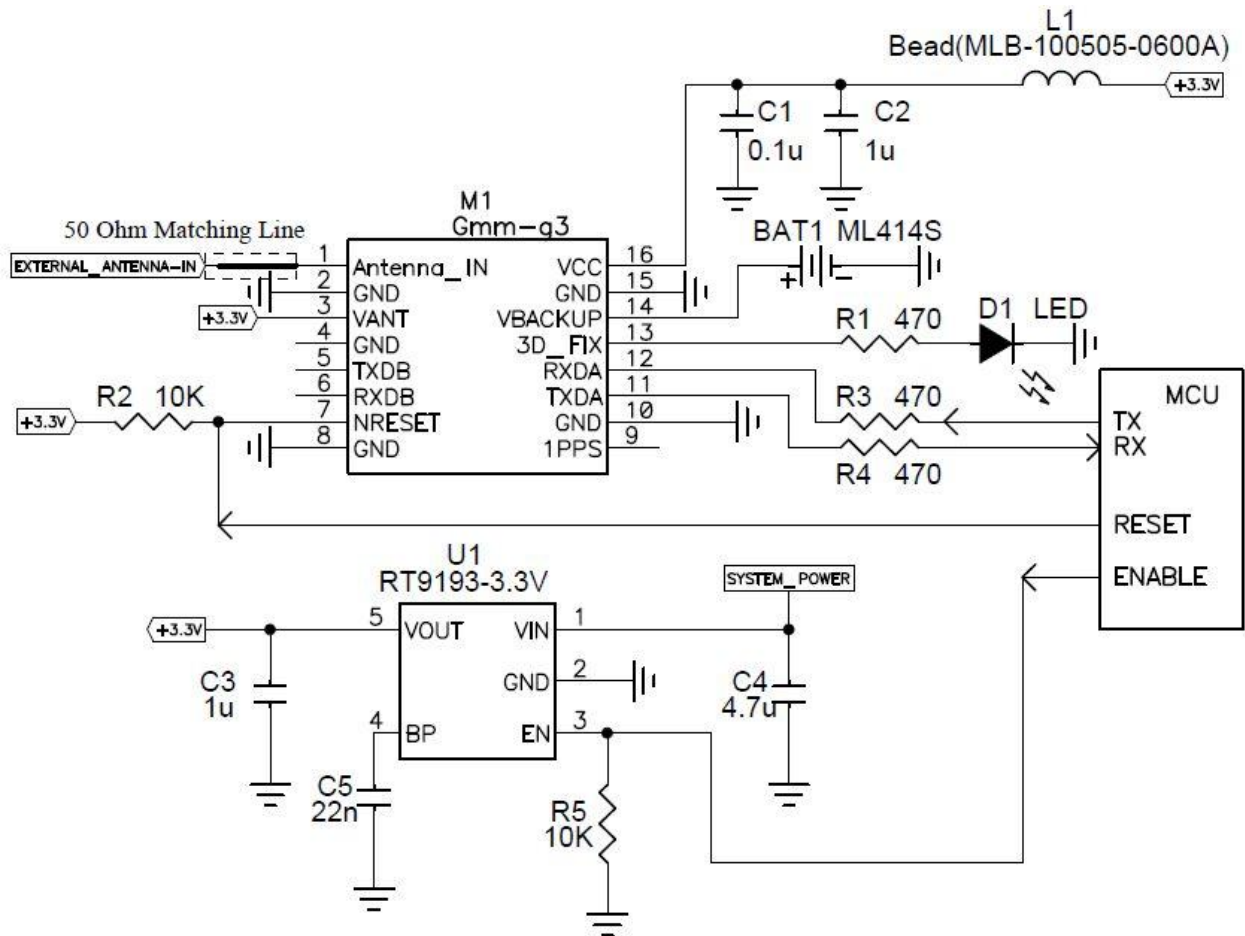 L1
Bead(MLB-100505-0600A)
+3.3V
C1
0.1u
C2
1u
M1
Gmm-g3
50 Ohm Matching Line
EXTERNAL_ANTENNA-IN
1
Antenna_IN
2
GND
+3.3V
3
VANT
4
GND
5
TXDB
6
RXDB
7
NRESET
8
GND
VCC
16
GND
15
VBACKUP
14
3D_FIX
13
RXDA
12
TXDA
11
GND
10
1PPS
9
BAT1 ML414S
+
-
R1 470
D1 LED
R2 10K
+3.3V
R3 470
R4 470
MCU
TX
RX
RESET
ENABLE
U1
RT9193-3.3V
SYSTEM_POWER
+3.3V
5
VOUT
VIN
1
GND
2
4
BP
EN
3
C3
1u
C4
4.7u
C5
22n
R5
10K